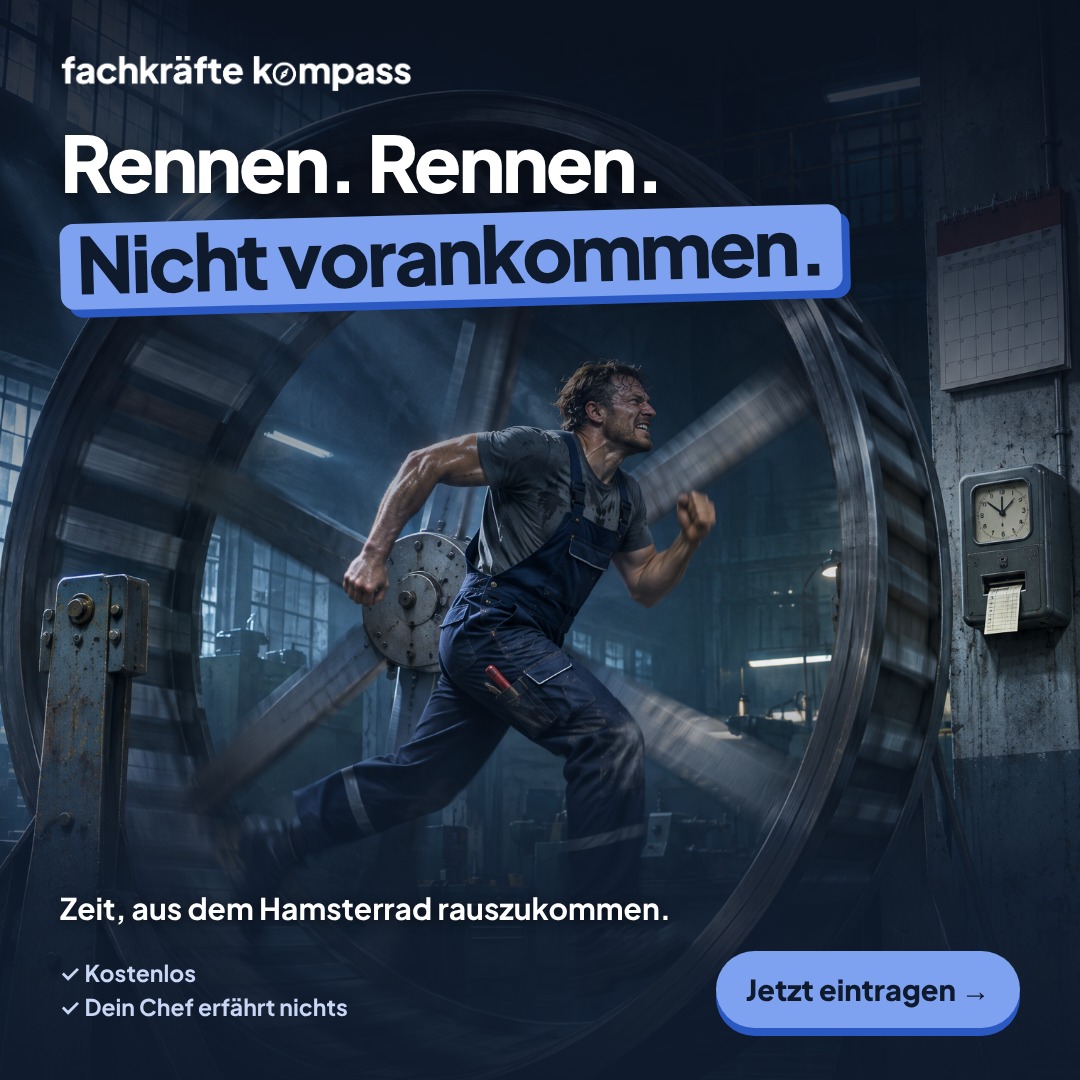 fachkräfte kompass
Rennen. Rennen.
Nicht vorankommen.
Zeit, aus dem Hamsterrad rauszukommen.
✓ Kostenlos
✓ Dein Chef erfährt nichts
Jetzt eintragen →